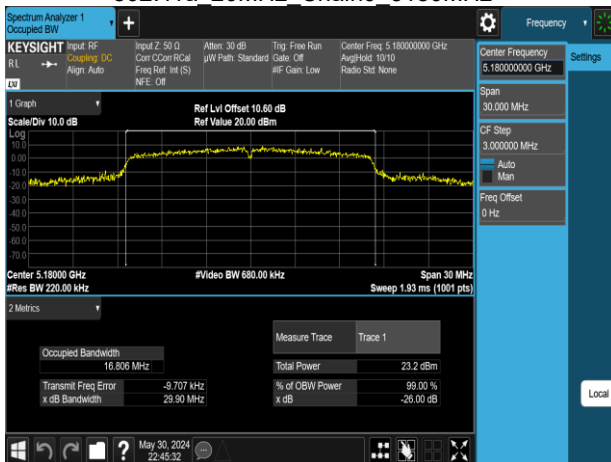 Spectrum Analyzer 1
Occupied BW
+
Frequency
KEYSIGHT
RL
LXI
Input: RF
Coupling: DC
Align: Auto
Input Z: 50 Ω
Corr CCorr RCal
Freq Ref: Int (S)
NFE: Off
Atten: 30 dB
µW Path: Standard
Trig: Free Run
Gate: Off
#IF Gain: Low
Center Freq: 5.180000000 GHz
Avg|Hold: 10/10
Radio Std: None
Center Frequency
5.180000000 GHz
Settings
Span
30.000 MHz
CF Step
3.000000 MHz
Auto
Man
Freq Offset
0 Hz
Local
1 Graph
Scale/Div 10.0 dB
Ref Lvl Offset 10.60 dB
Ref Value 20.00 dBm
Log
10.0
0.00
-10.0
-20.0
-30.0
-40.0
-50.0
-60.0
-70.0
Center 5.18000 GHz
#Res BW 220.00 kHz
#Video BW 680.00 kHz
Span 30 MHz
Sweep 1.93 ms (1001 pts)
2 Metrics
Measure Trace Trace 1
Occupied Bandwidth
16.806 MHz
Total Power 23.2 dBm
Transmit Freq Error -9.707 kHz
% of OBW Power 99.00 %
x dB Bandwidth 29.90 MHz
x dB -26.00 dB
?
May 30, 2024
22:45:32